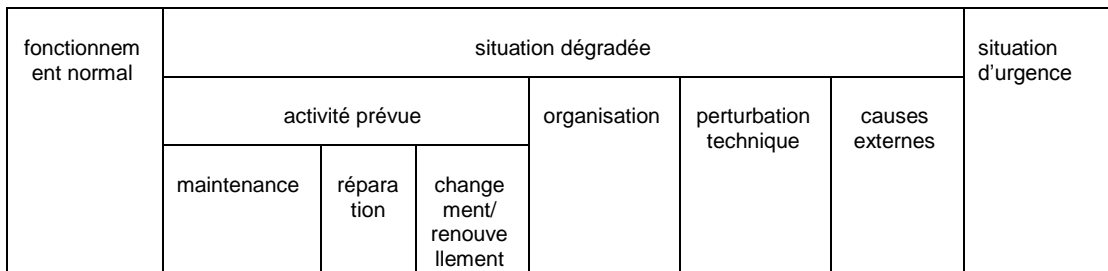 fonctionnem
ent normal
situation dégradée
situation
d’urgence
activité prévue
organisation
perturbation
technique
causes
externes
maintenance
répara
tion
change
ment/
renouve
llement